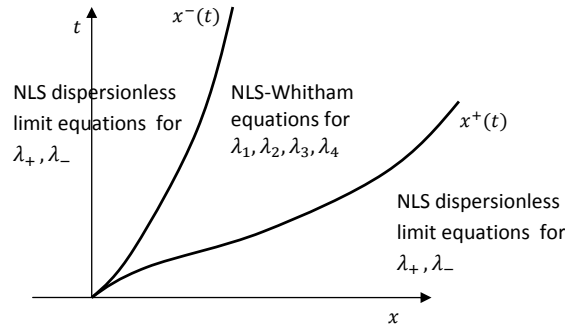 t
x⁻(t)
NLS dispersionless
limit equations for
λ₊, λ₋
NLS-Whitham
equations for
λ₁, λ₂, λ₃, λ₄
x⁺(t)
NLS dispersionless
limit equations for
λ₊, λ₋
x